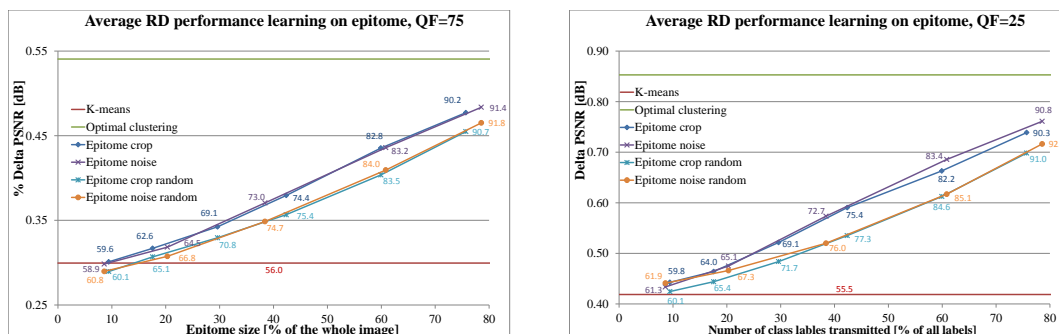 Average RD performance learning on epitome, QF=75
% Delta PSNR [dB]
0.55
0.45
0.35
0.25
K-means
Optimal clustering
Epitome crop
Epitome noise
Epitome crop random
Epitome noise random
90.2
91.4
91.8
90.7
82.8
83.2
84.0
83.5
73.0
74.4
75.4
74.7
69.1
70.8
62.6
64.5
66.8
65.1
59.6
58.9
60.8
60.1
56.0
0 10 20 30 40 50 60 70 80
Epitome size [% of the whole image]
Average RD performance learning on epitome, QF=25
Delta PSNR [dB]
0.90
0.80
0.70
0.60
0.50
0.40
K-means
Optimal clustering
Epitome crop
Epitome noise
Epitome crop random
Epitome noise random
90.8
90.3
92.
91.0
83.4
82.2
85.1
84.6
72.7
75.4
76.0
77.3
69.1
71.7
64.0
65.1
67.3
65.4
61.9
59.8
61.3
60.1
55.5
0 10 20 30 40 50 60 70 80
Number of class lables transmitted [% of all labels]